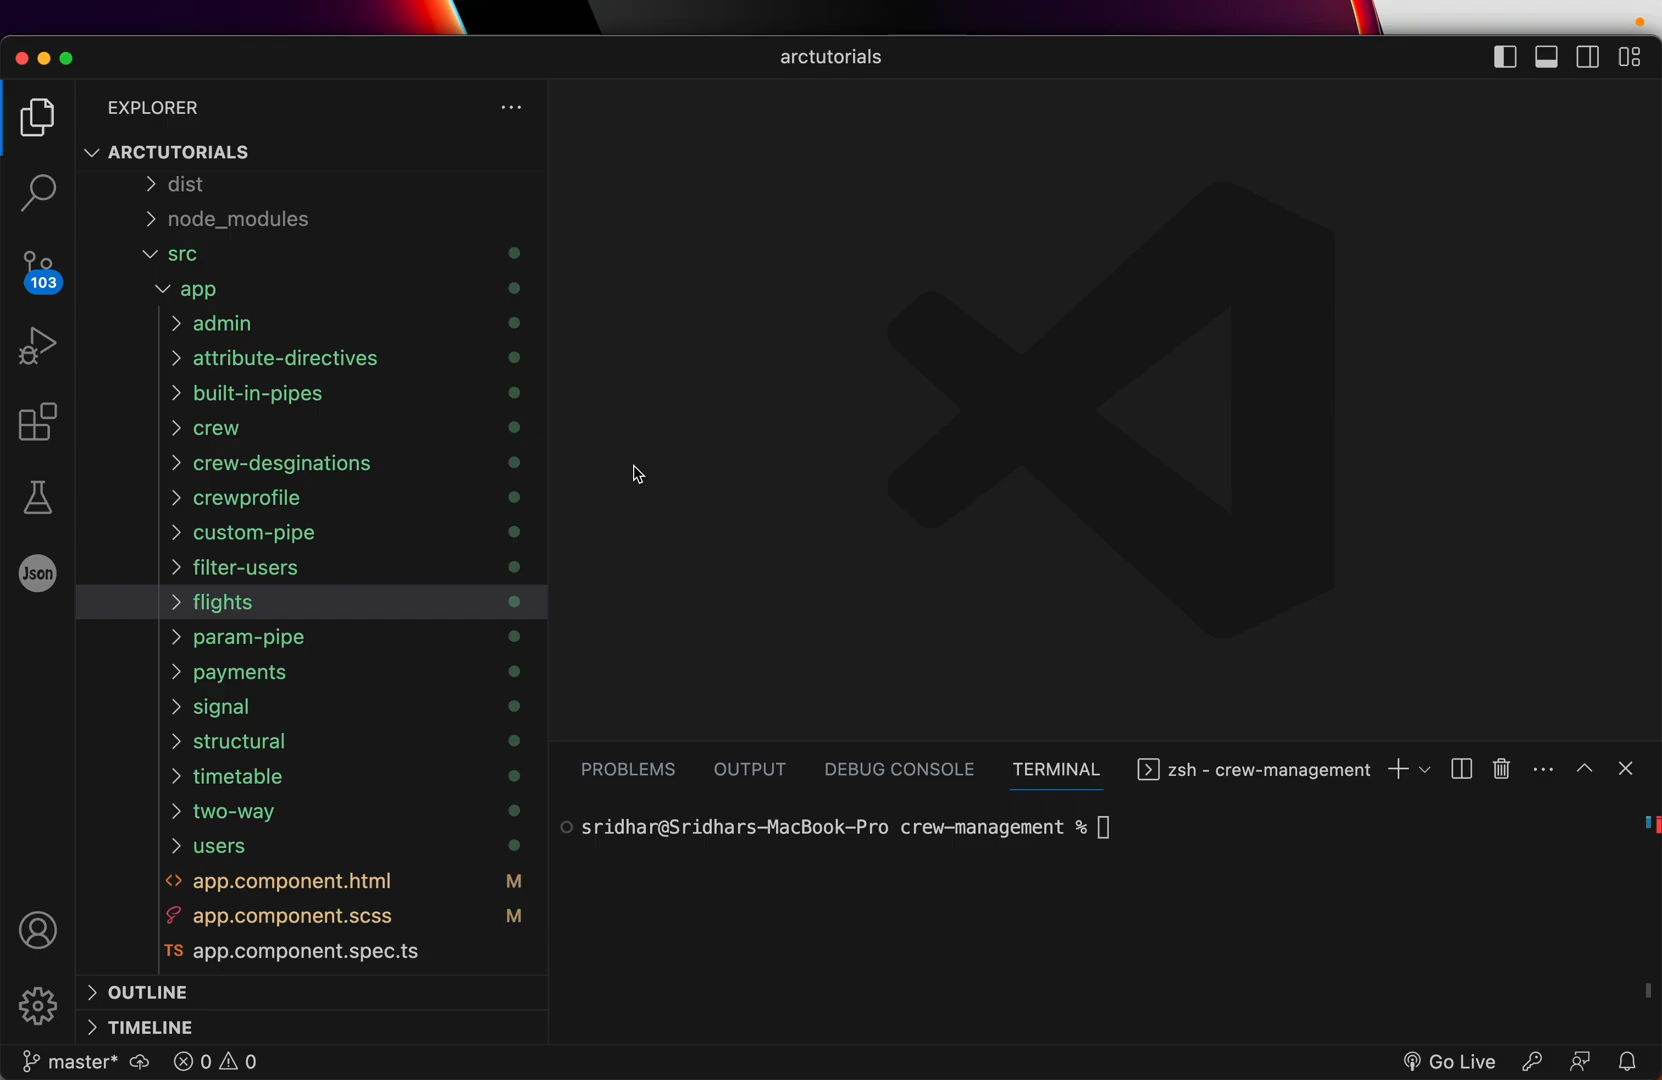 arctutorials
EXPLORER
ARCTUTORIALS
dist
node_modules
src
103
app
admin
attribute-directives
built-in-pipes
crew
crew-desginations
crewprofile
custom-pipe
filter-users
Json
flights
param-pipe
payments
signal
structural
timetable
two-way
users
<> app.component.html M
app.component.scss M
TS app.component.spec.ts
OUTLINE
TIMELINE
PROBLEMS OUTPUT DEBUG CONSOLE TERMINAL zsh - crew-management
sridhar@Sridhars-MacBook-Pro crew-management %
master* 0 0 Go Live